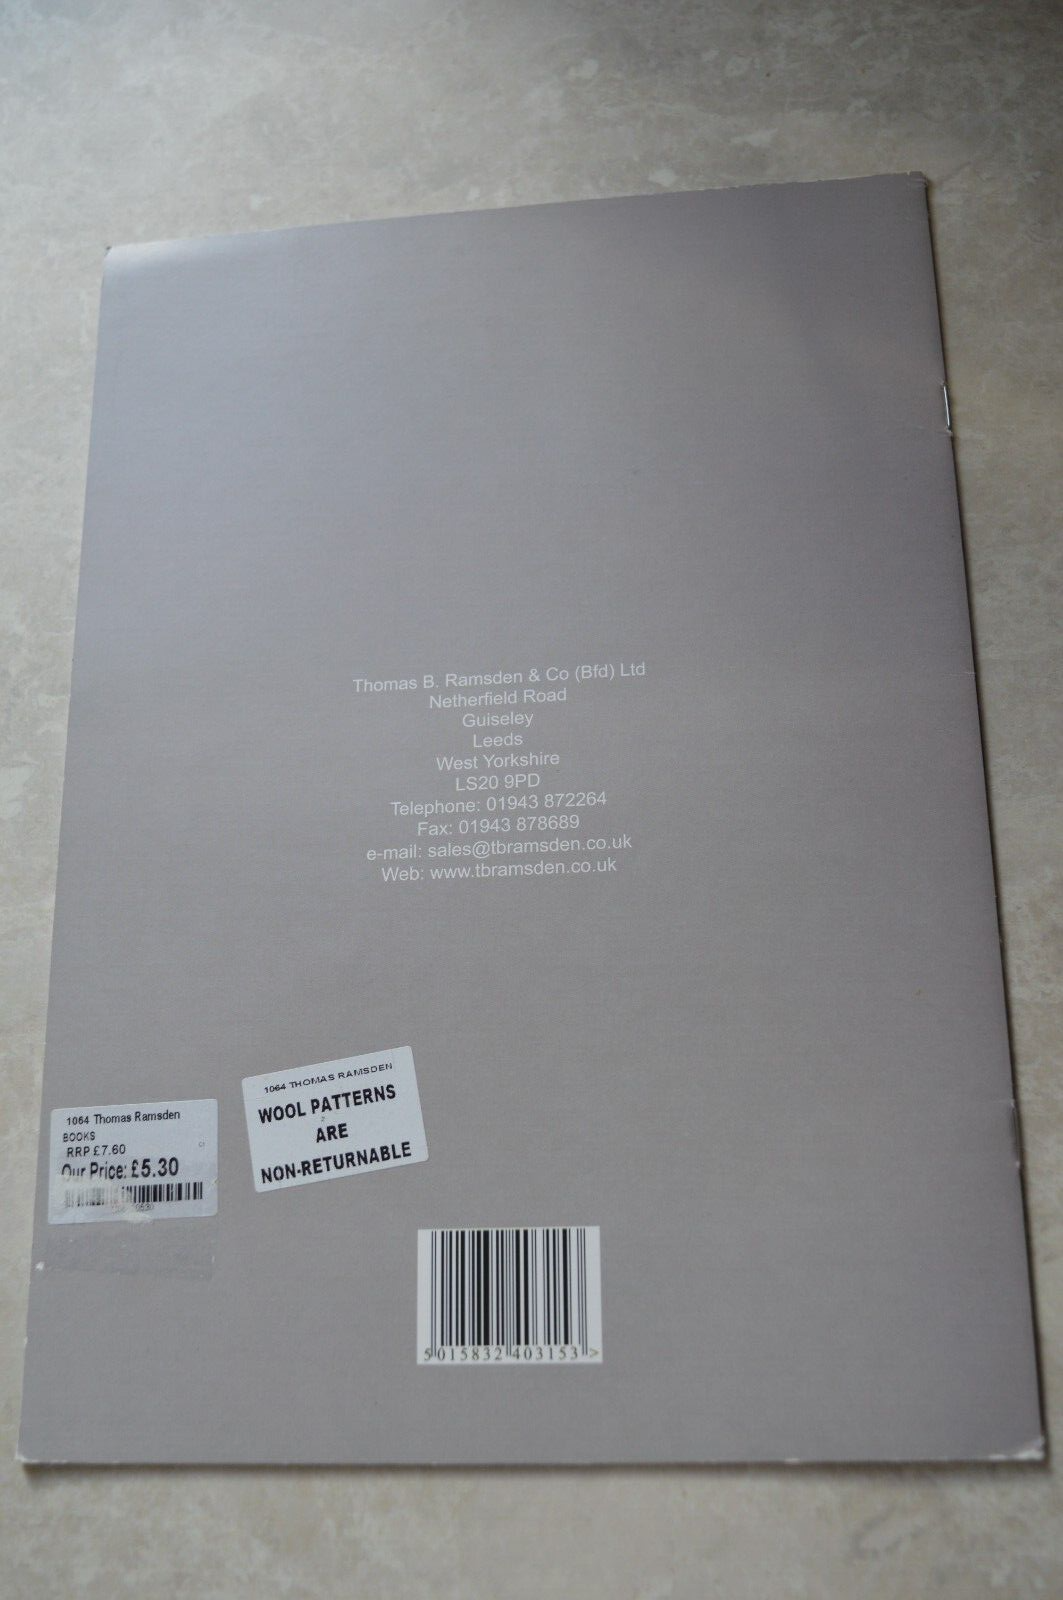 Thomas B. Ramsden & Co (Bfd) Ltd
Netherfield Road
Guiseley
Leeds
West Yorkshire
LS20 9PD
Telephone: 01943 872264
Fax: 01943 878689
e-mail: sales@tbramsden.co.uk
Web: www.tbramsden.co.uk
1064 THOMAS RAMSDEN
WOOL PATTERNS
ARE
NON-RETURNABLE
1064 Thomas Ramsden
BOOKS
RRP £7.60
Our Price: £5.30
5 015832 403153 >